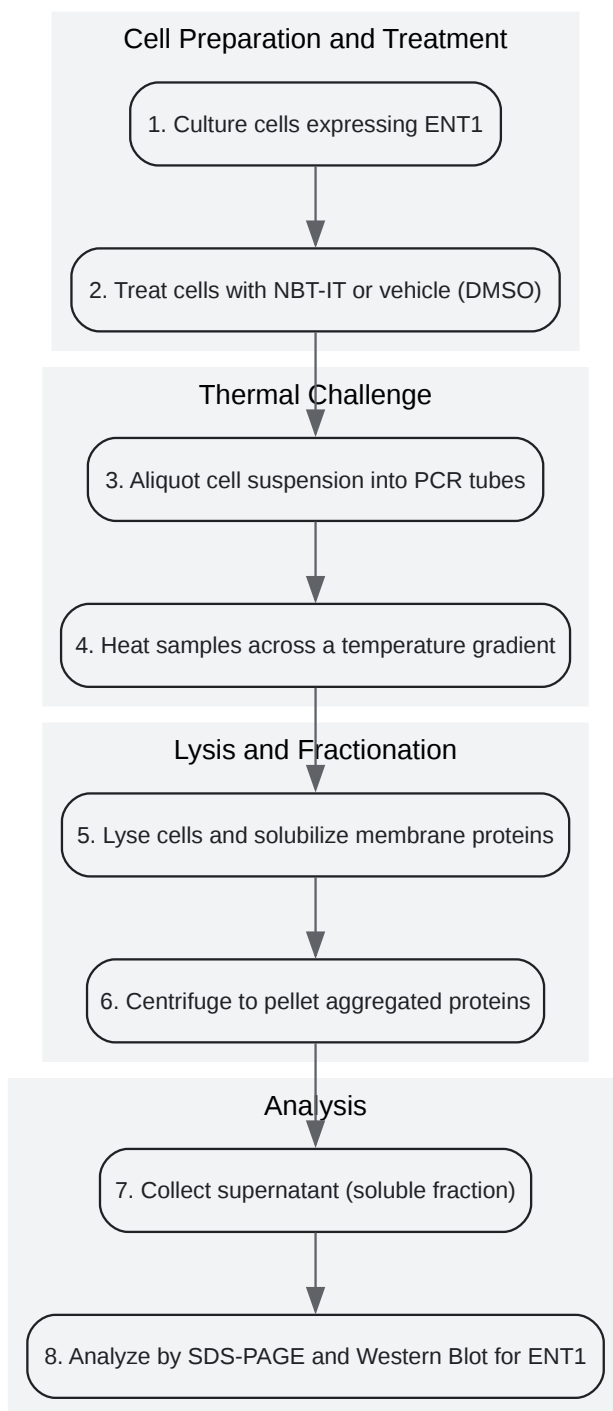 Cell Preparation and Treatment
1. Culture cells expressing ENT1
2. Treat cells with NBT-IT or vehicle (DMSO)
Thermal Challenge
3. Aliquot cell suspension into PCR tubes
4. Heat samples across a temperature gradient
Lysis and Fractionation
5. Lyse cells and solubilize membrane proteins
6. Centrifuge to pellet aggregated proteins
Analysis
7. Collect supernatant (soluble fraction)
8. Analyze by SDS-PAGE and Western Blot for ENT1